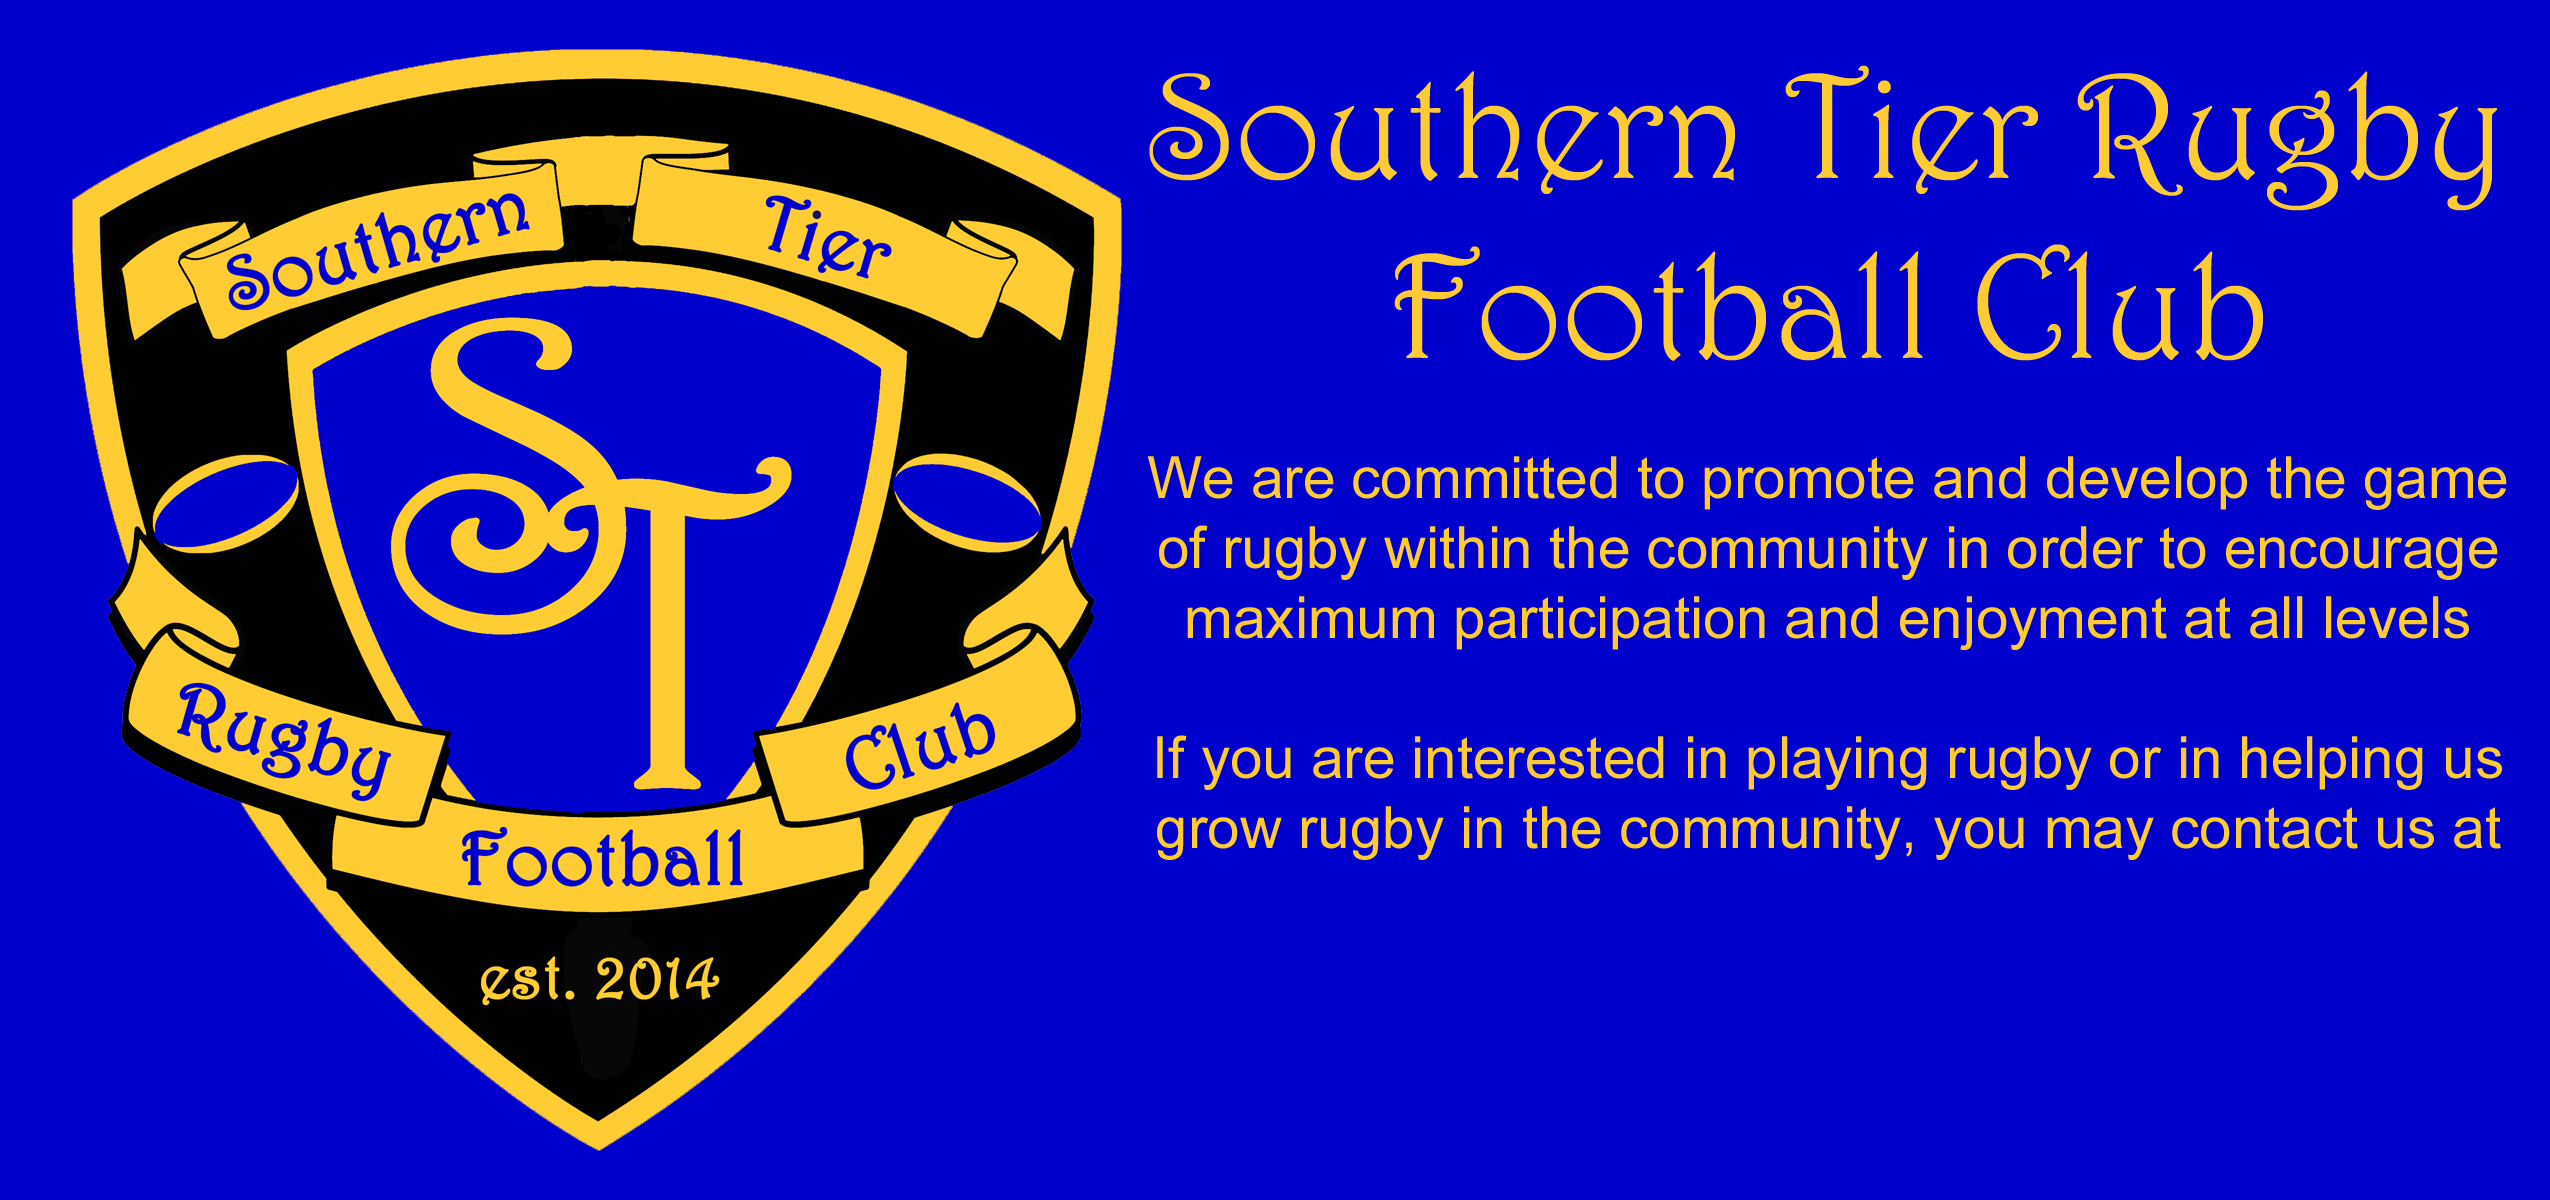 Southern Tier
ST
Rugby Football Club
est. 2014
Southern Tier Rugby
Football Club
We are committed to promote and develop the game
of rugby within the community in order to encourage
maximum participation and enjoyment at all levels
If you are interested in playing rugby or in helping us
grow rugby in the community, you may contact us at